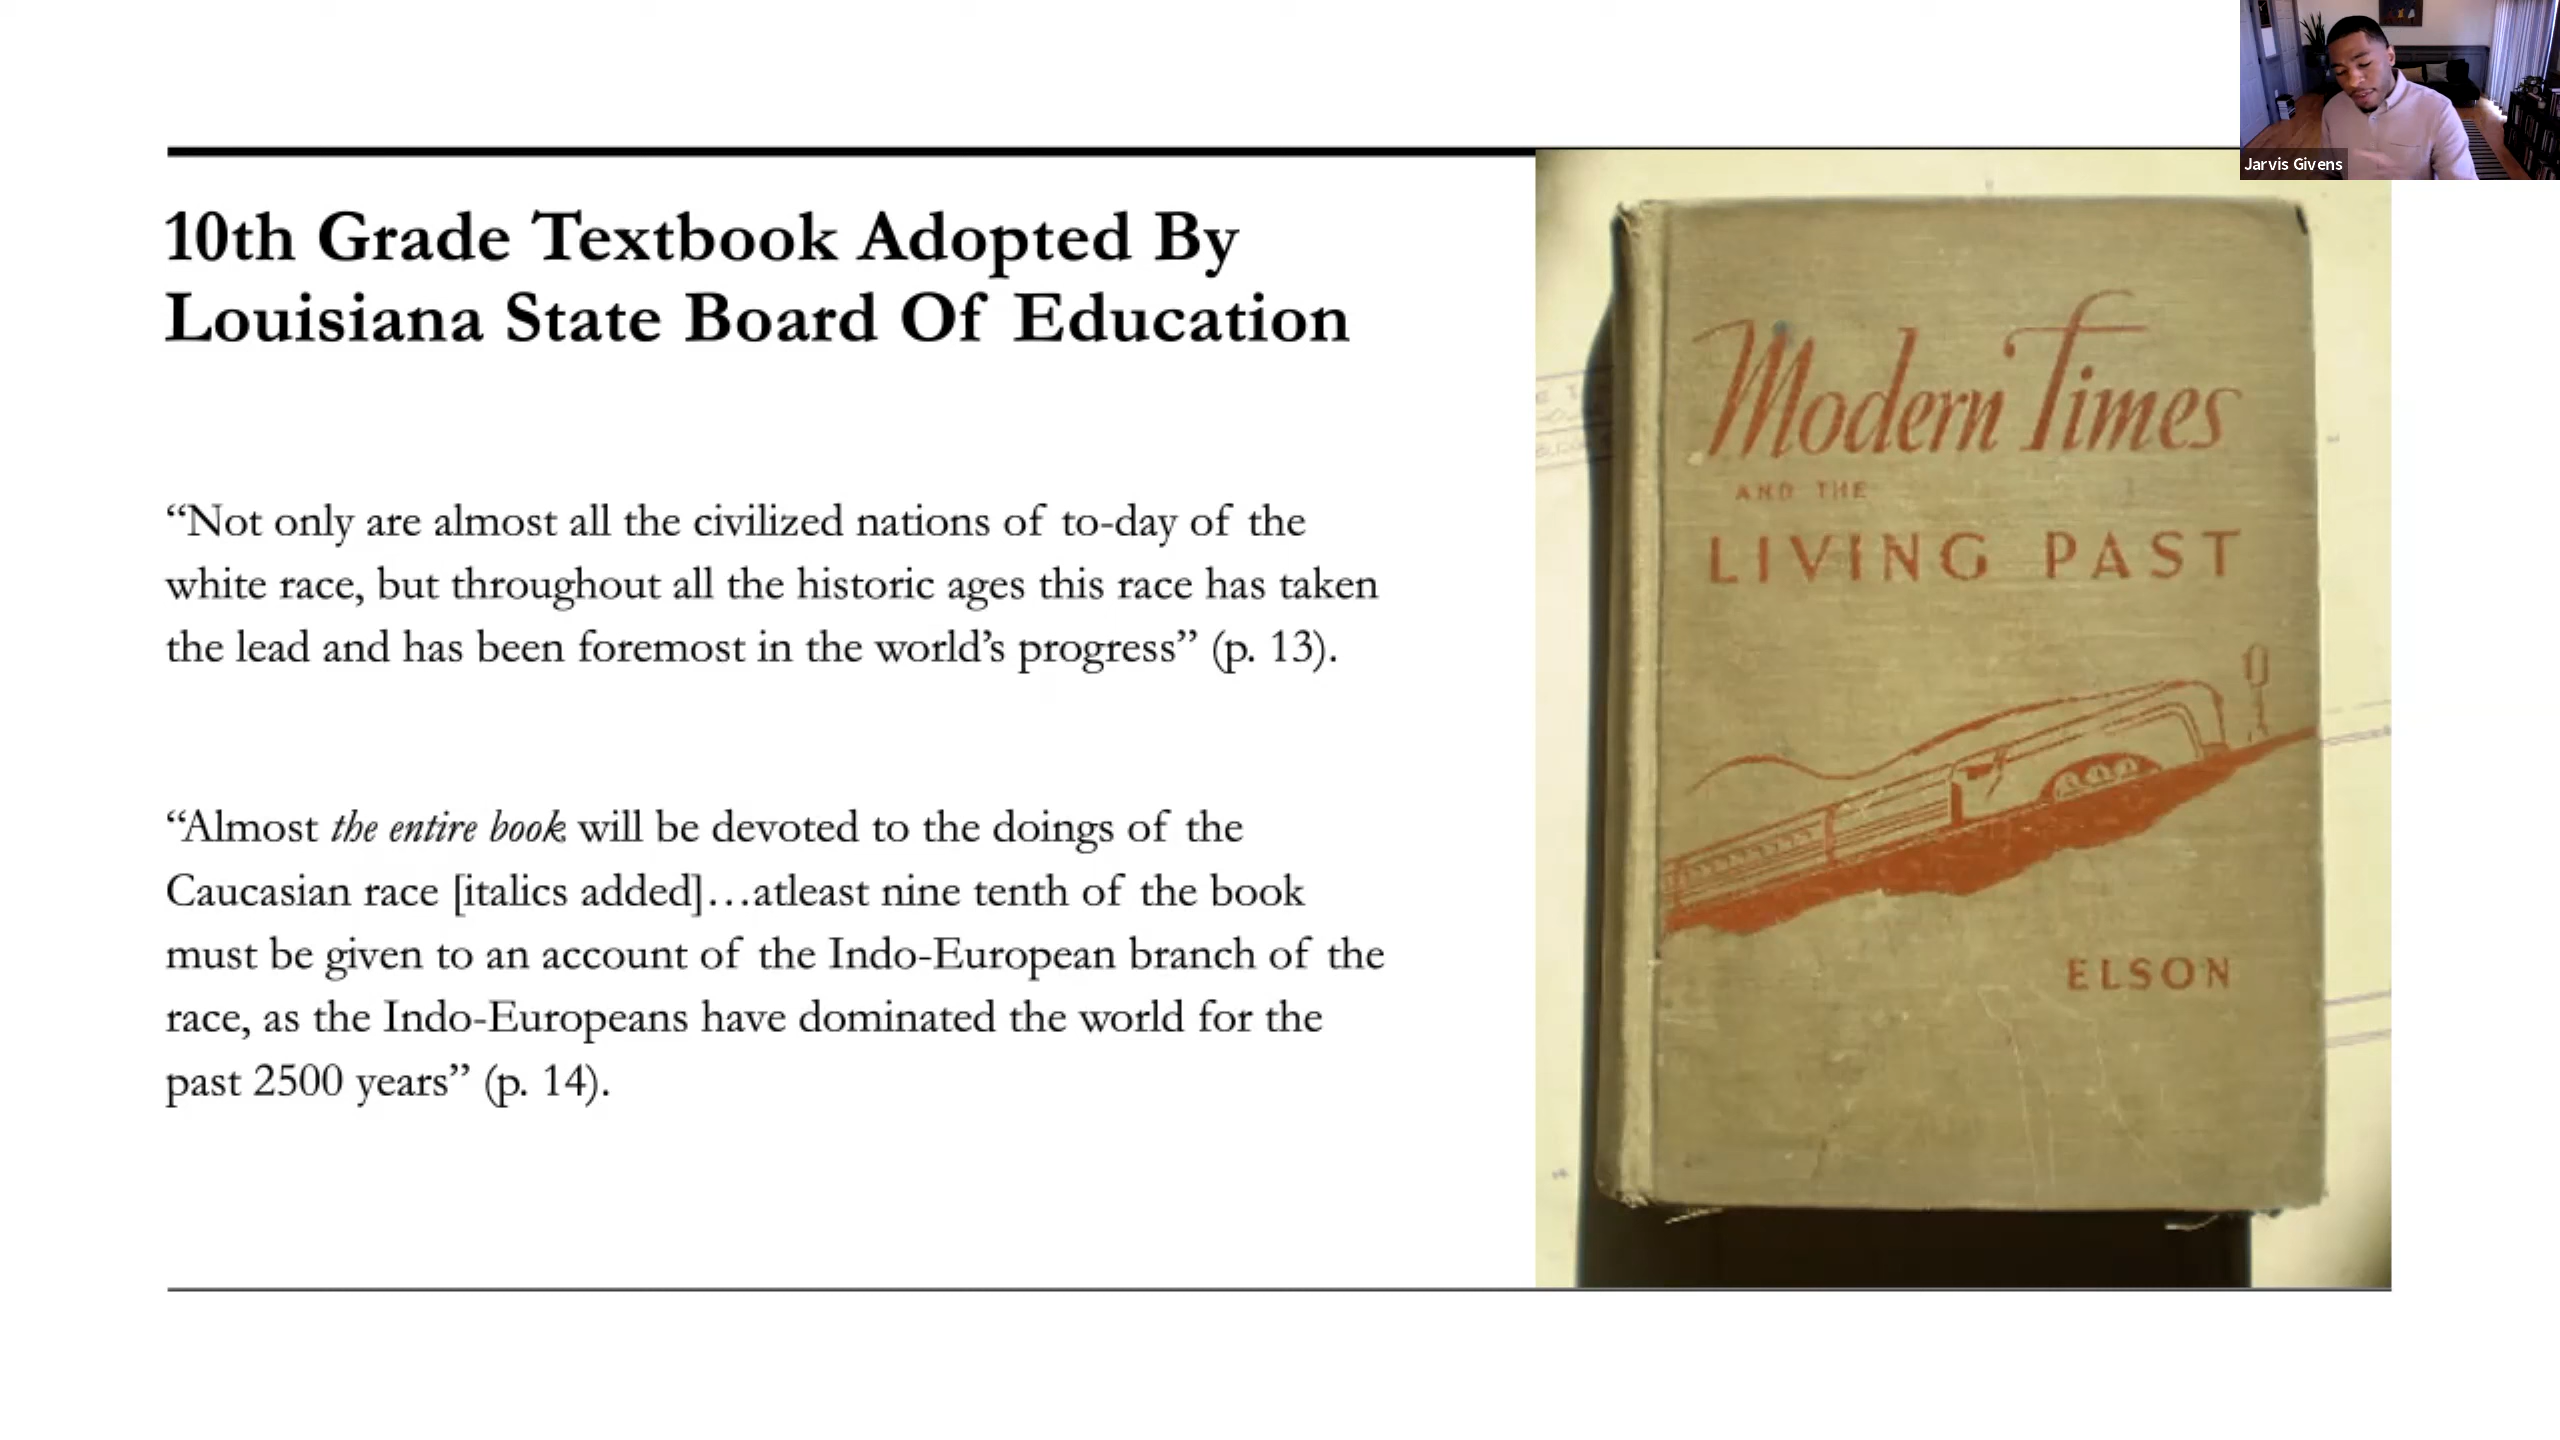 Jarvis Givens
10th Grade Textbook Adopted By
Louisiana State Board Of Education
“Not only are almost all the civilized nations of to-day of the
white race, but throughout all the historic ages this race has taken
the lead and has been foremost in the world’s progress” (p. 13).
“Almost the entire book will be devoted to the doings of the
Caucasian race [italics added]…atleast nine tenth of the book
must be given to an account of the Indo-European branch of the
race, as the Indo-Europeans have dominated the world for the
past 2500 years” (p. 14).
Modern Times
AND THE
LIVING PAST
ELSON